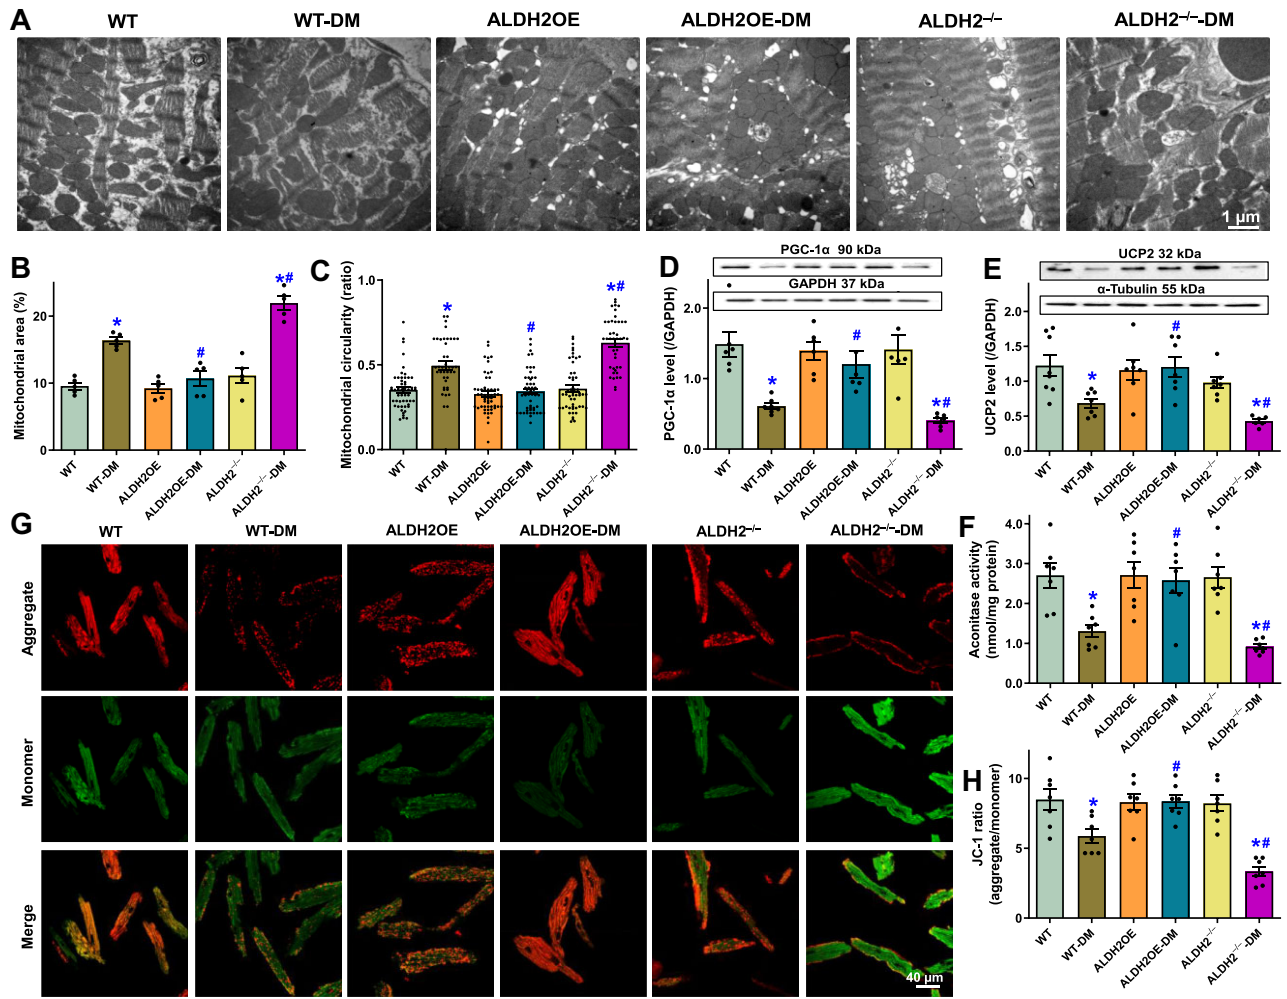 A
WT
WT-DM
ALDH2OE
ALDH2OE-DM
ALDH2–/–
ALDH2–/–-DM
1 μm
B
Mitochondrial area (%)
20
10
0
*
#
*#
WT
WT-DM
ALDH2OE
ALDH2OE-DM
ALDH2–/–
ALDH2–/–-DM
C
Mitochondrial circularity (ratio)
1.0
0.5
0.0
*
#
*#
WT
WT-DM
ALDH2OE
ALDH2OE-DM
ALDH2–/–
ALDH2–/–-DM
D
PGC-1α 90 kDa
GAPDH 37 kDa
PGC-1α level (/GAPDH)
2.0
1.0
0.0
*
#
*#
WT
WT-DM
ALDH2OE
ALDH2OE-DM
ALDH2–/–
ALDH2–/–-DM
E
UCP2 32 kDa
α-Tubulin 55 kDa
UCP2 level (/GAPDH)
2.0
1.5
1.0
0.5
0.0
*
#
*#
WT
WT-DM
ALDH2OE
ALDH2OE-DM
ALDH2–/–
ALDH2–/–-DM
F
Aconitase activity
(nmol/mg protein)
4.0
3.0
2.0
1.0
0.0
*
#
*#
WT
WT-DM
ALDH2OE
ALDH2OE-DM
ALDH2–/–
ALDH2–/–-DM
G
WT
WT-DM
ALDH2OE
ALDH2OE-DM
ALDH2–/–
ALDH2–/–-DM
Aggregate
Monomer
Merge
40 μm
H
JC-1 ratio
(aggregate/monomer)
10
5
0
*
#
*#
WT
WT-DM
ALDH2OE
ALDH2OE-DM
ALDH2–/–
ALDH2–/–-DM